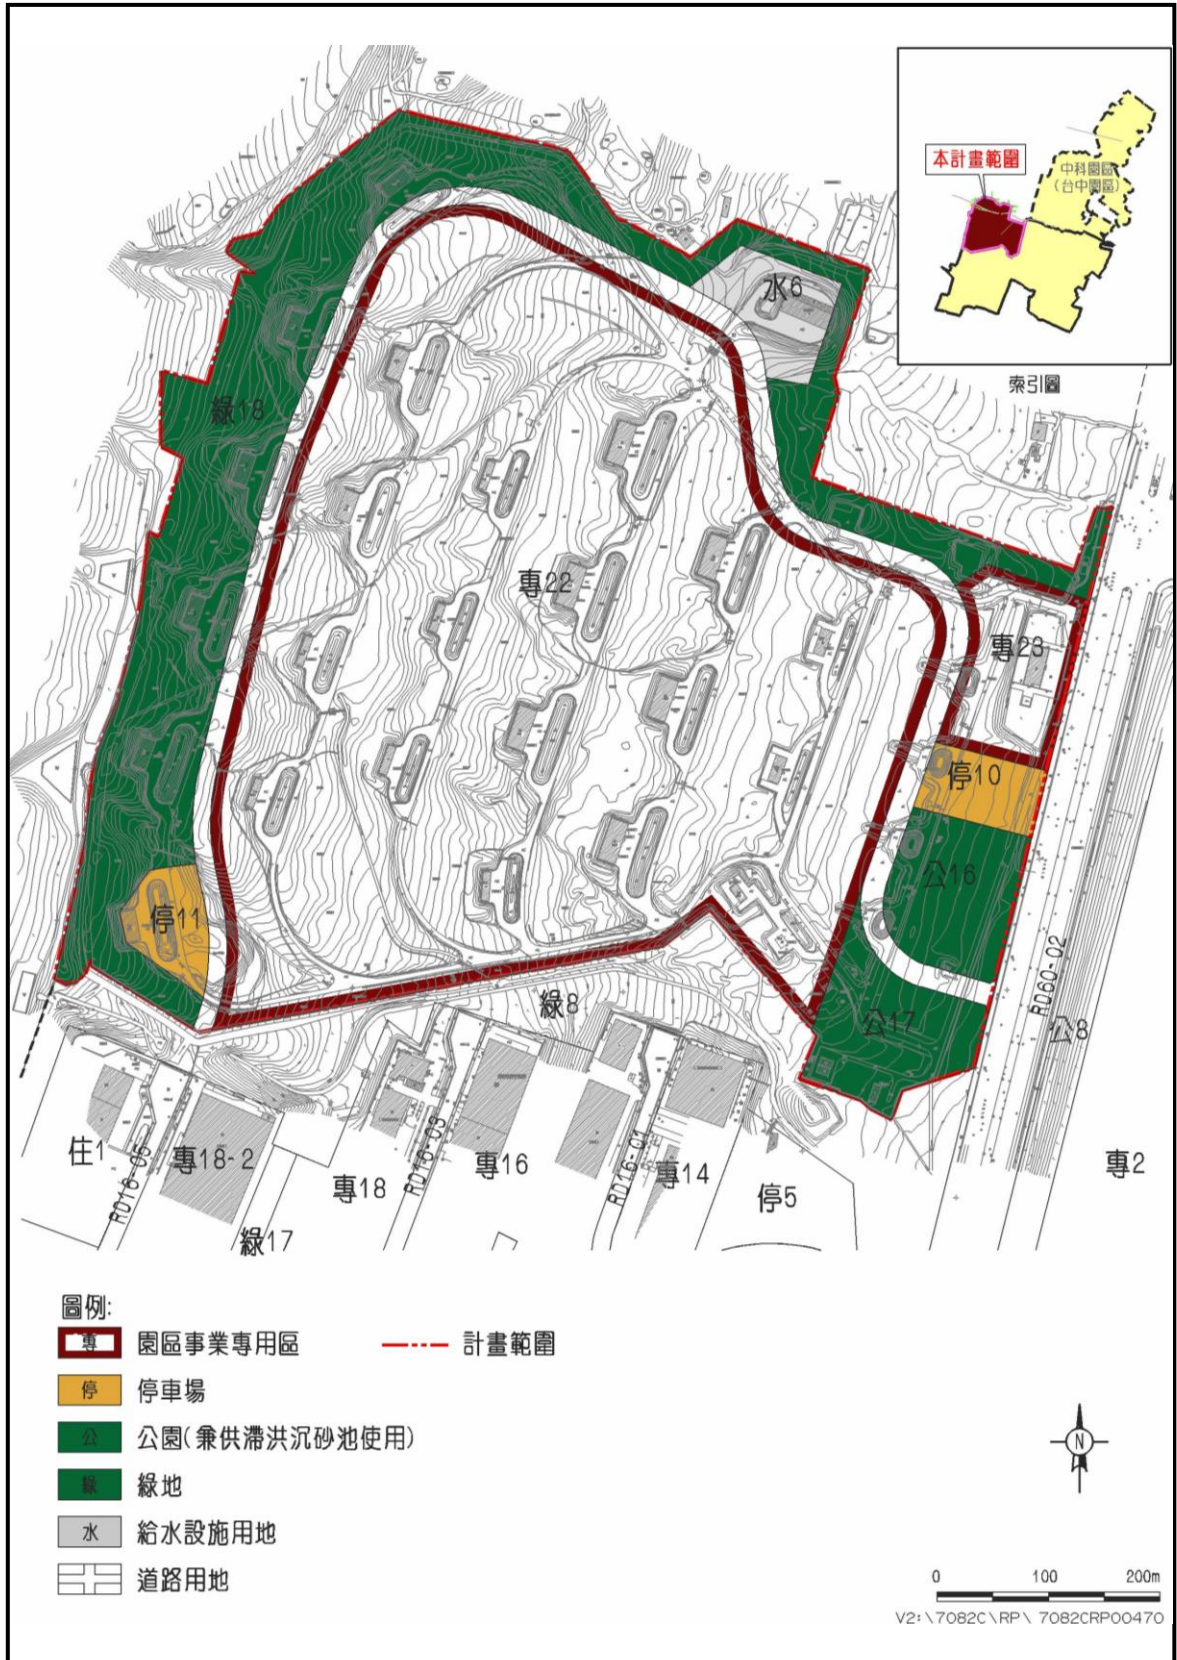 本計畫範圍
中科園區
(台中園區)
索引圖
水6
綠18
專22
專23
停10
公16
停11
綠8
公17
RD60-02
公8
住1
RD16-05
專18-2
綠17
專18
RD16-03
專16
RD16-01
專14
停5
專2
圖例:
專 園區事業專用區
計畫範圍
停 停車場
公 公園(兼供滯洪沉砂池使用)
綠 綠地
水 給水設施用地
道路用地
N
0 100 200m
V2:\7082C\RP\ 7082CRP00470